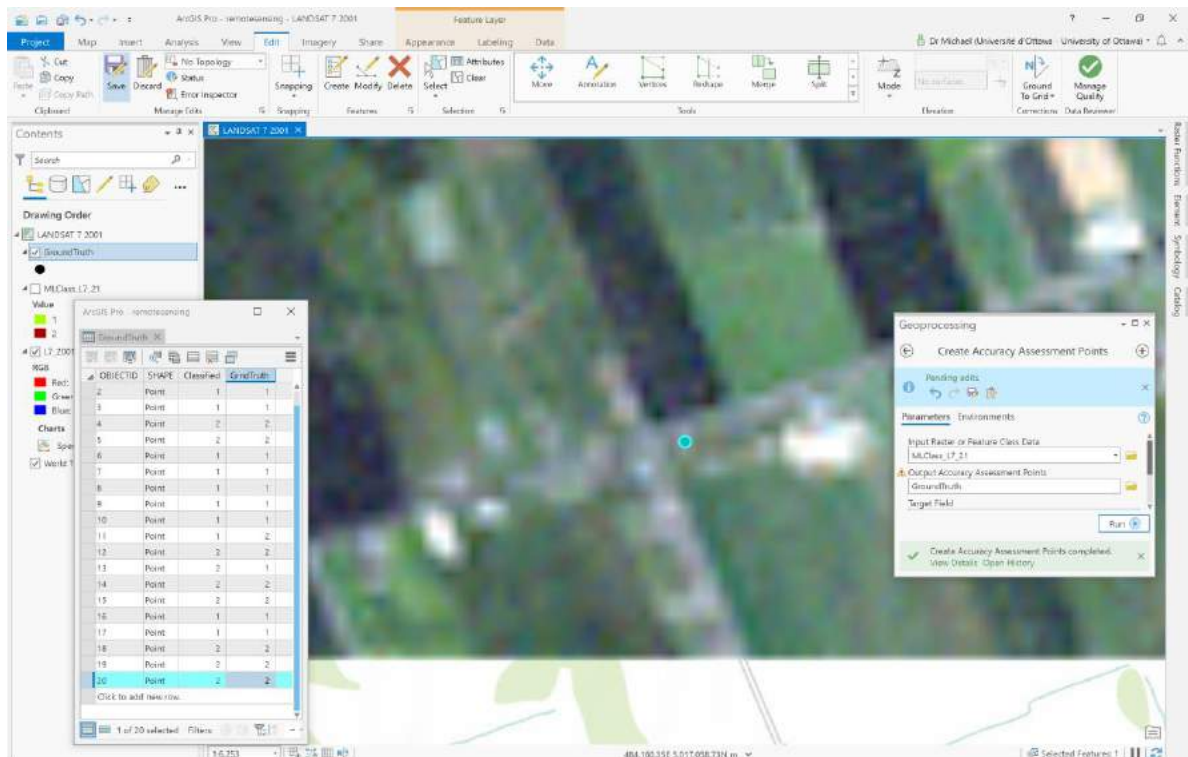 ArcGIS Pro - remotesensing - LANDSAT 7 2001
Feature Layer
Project Map Insert Analysis View Edit Imagery Share Appearance Labeling Data
Dr Michael (Université d'Ottawa - University of Ottawa)
Cut
Copy
Copy Path
Paste
Clipboard
Save
Discard
No Topology
Status
Error Inspector
Manage Edits
Snapping
Snapping
Create Modify Delete
Features
Select
Attributes
Clear
Selection
Move
Annotation
Vertices
Reshape
Merge
Split
Tools
Mode
Elevation
Ground To Grid
Corrections
Manage Quality
Data Reviewer
Contents
Search
Drawing Order
LANDSAT 7 2001
GroundTruth
MLClass_L7_21
Value
1
2
L7_2001
RGB
Red:
Green
Blue:
Charts
Spe
World T
LANDSAT 7 2001
ArcGIS Pro - remotesensing
GroundTruth
OBJECTID SHAPE Classified GrndTruth
2 Point 1 1
3 Point 1 1
4 Point 2 2
5 Point 2 2
6 Point 1 1
7 Point 1 1
8 Point 1 1
9 Point 1 1
10 Point 1 1
11 Point 1 2
12 Point 2 2
13 Point 2 1
14 Point 2 2
15 Point 2 2
16 Point 1 1
17 Point 1 1
18 Point 2 2
19 Point 2 2
20 Point 2 2
Click to add new row.
1 of 20 selected Filters:
Geoprocessing
Create Accuracy Assessment Points
Pending edits.
Parameters Environments
Input Raster or Feature Class Data
MLClass_L7_21
Output Accuracy Assessment Points
GroundTruth
Target Field
Run
Create Accuracy Assessment Points completed.
View Details Open History
Raster Functions
Element
Symbology
Catalog
1:6,253
Selected Features: 1